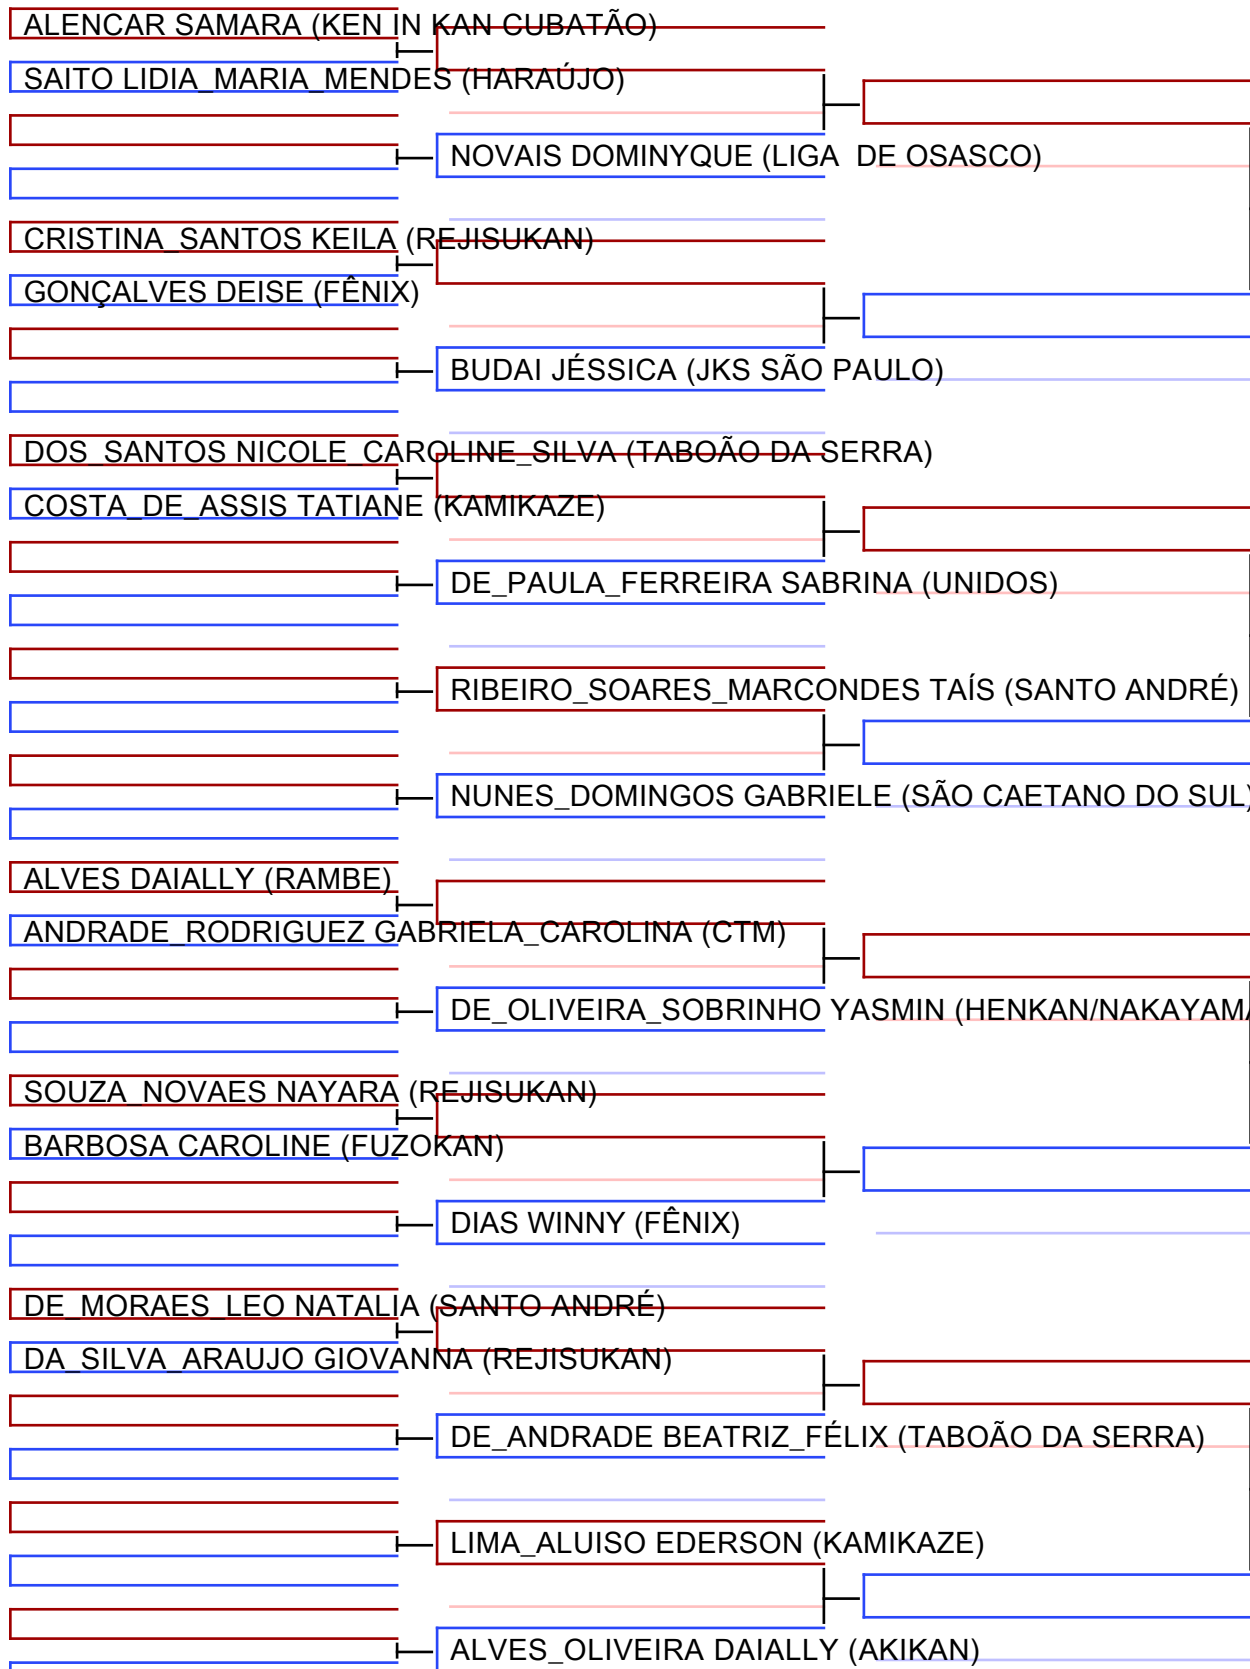 ALENCAR SAMARA (KEN IN KAN CUBATÃO)
SAITO LIDIA_MARIA_MENDES (HARAÚJO)
NOVAIS DOMINYQUE (LIGA  DE OSASCO)
CRISTINA_SANTOS KEILA (REJISUKAN)
GONÇALVES DEISE (FÊNIX)
BUDAI JÉSSICA (JKS SÃO PAULO)
DOS_SANTOS NICOLE_CAROLINE_SILVA (TABOÃO DA SERRA)
COSTA_DE_ASSIS TATIANE (KAMIKAZE)
DE_PAULA_FERREIRA SABRINA (UNIDOS)
RIBEIRO_SOARES_MARCONDES TAÍS (SANTO ANDRÉ)
NUNES_DOMINGOS GABRIELE (SÃO CAETANO DO SUL)
ALVES DAIALLY (RAMBE)
ANDRADE_RODRIGUEZ GABRIELA_CAROLINA (CTM)
DE_OLIVEIRA_SOBRINHO YASMIN (HENKAN/NAKAYAMA
SOUZA_NOVAES NAYARA (REJISUKAN)
BARBOSA CAROLINE (FUZOKAN)
DIAS WINNY (FÊNIX)
DE_MORAES_LEO NATALIA (SANTO ANDRÉ)
DA_SILVA_ARAUJO GIOVANNA (REJISUKAN)
DE_ANDRADE BEATRIZ_FÉLIX (TABOÃO DA SERRA)
LIMA_ALUISO EDERSON (KAMIKAZE)
ALVES_OLIVEIRA DAIALLY (AKIKAN)